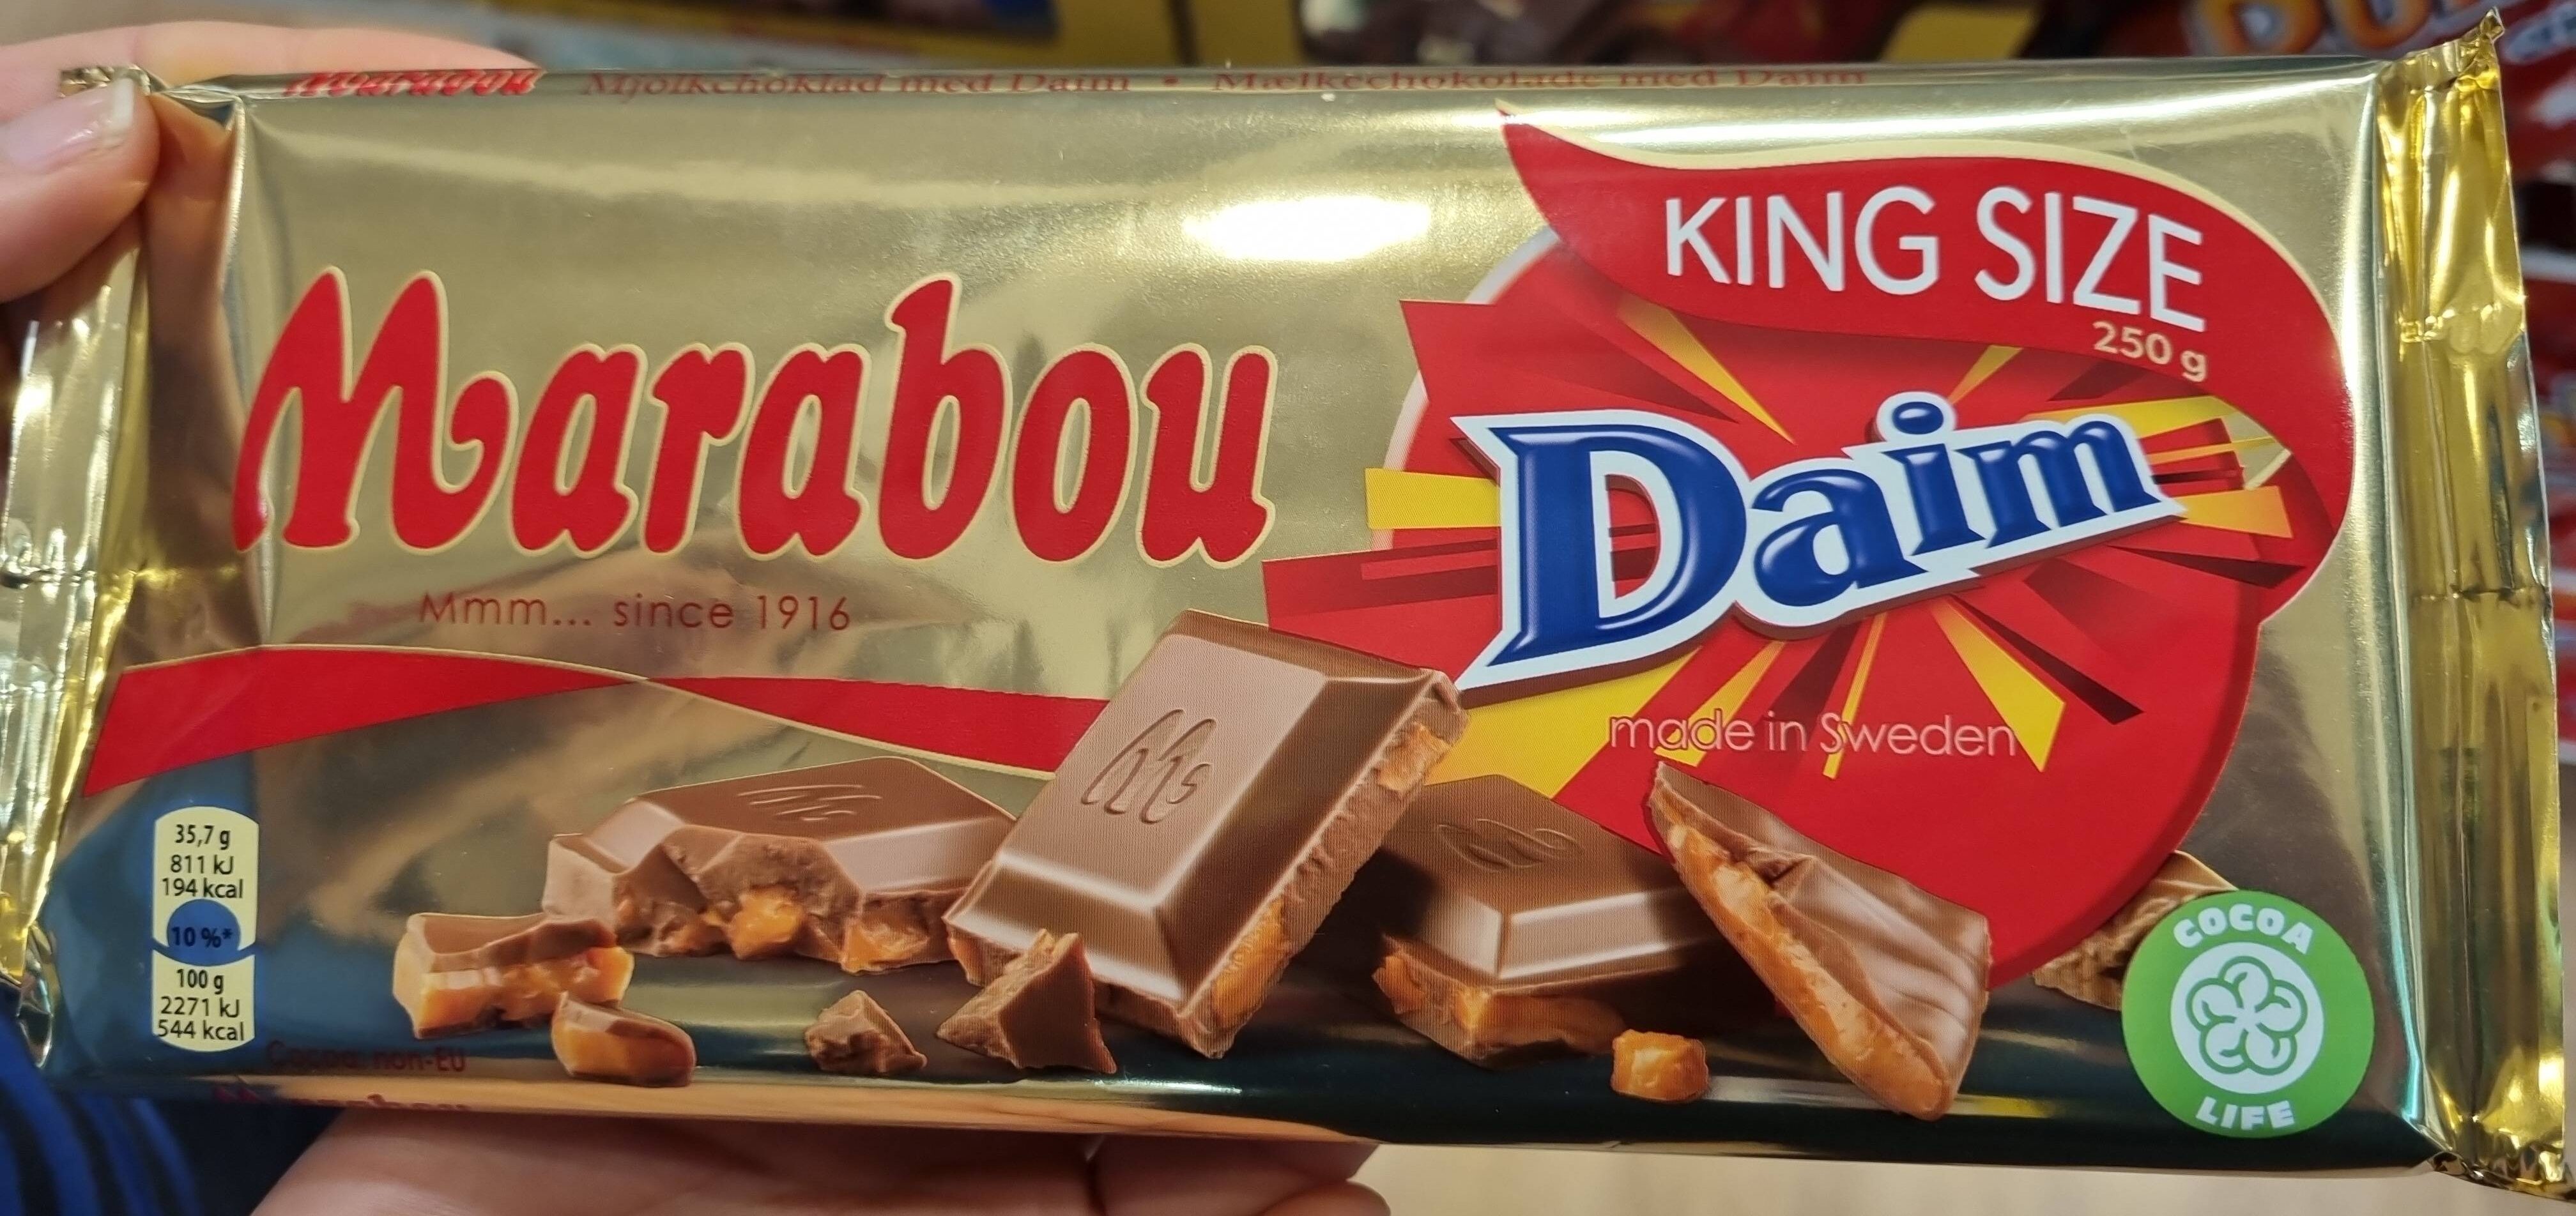 Marabou Mjölkchoklad med Daim • Mælkechokolade med Daim
KING SIZE
250 g
Marabou
Daim
Mmm... since 1916
made in Sweden
35,7 g
811 kJ
194 kcal
10 %*
100 g
2271 kJ
544 kcal
COCOA
LIFE
Cocoa: non-EU
Marabou